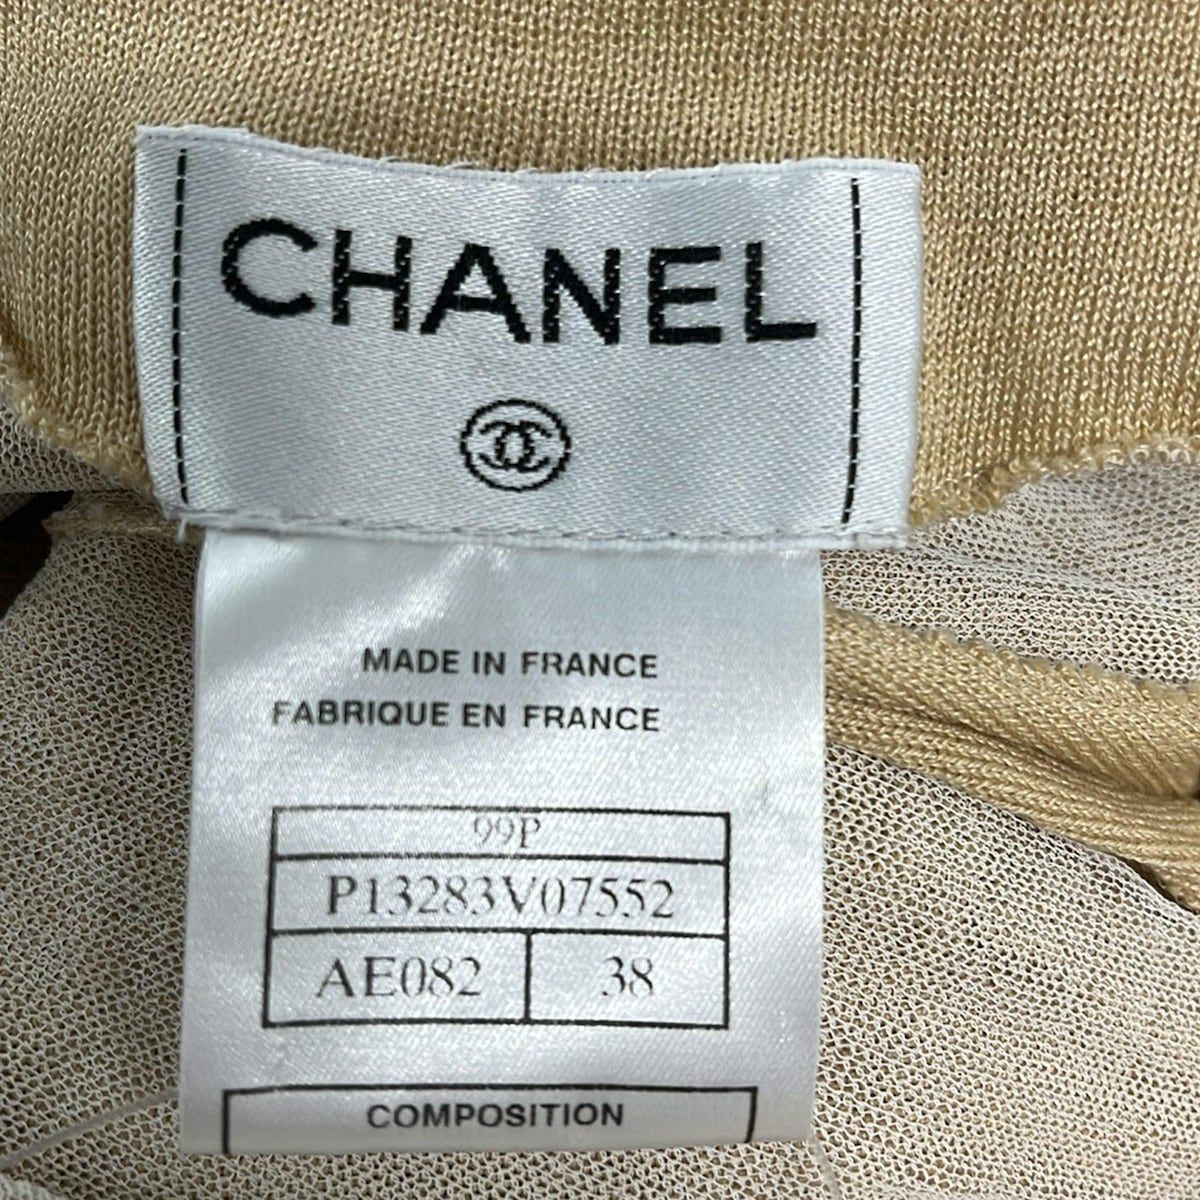 CHANEL
MADE IN FRANCE
FABRIQUE EN FRANCE
99P
P13283V07552
AE082 38
COMPOSITION